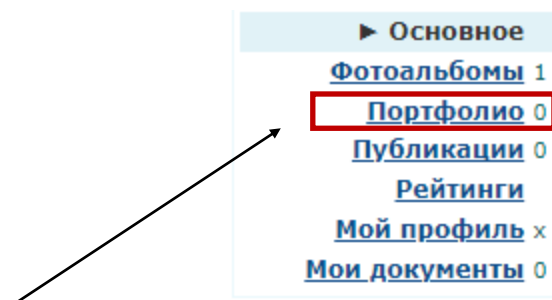 ► Основное
Фотоальбомы 1
Портфолио 0
Публикации 0
Рейтинги
Мой профиль x
Мои документы 0